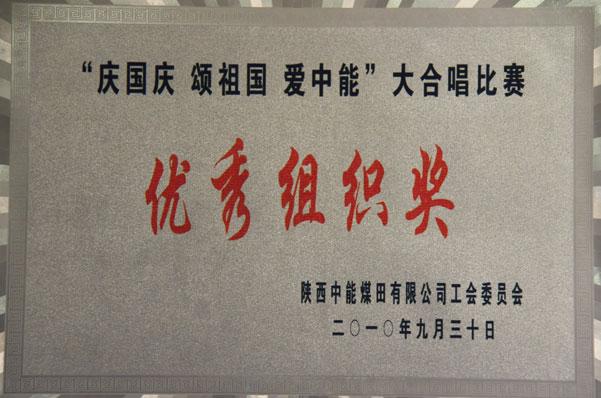 “庆国庆 颂祖国 爱中能”大合唱比赛
优秀组织奖
陕西中能煤田有限公司工会委员会
二〇一〇年九月三十日